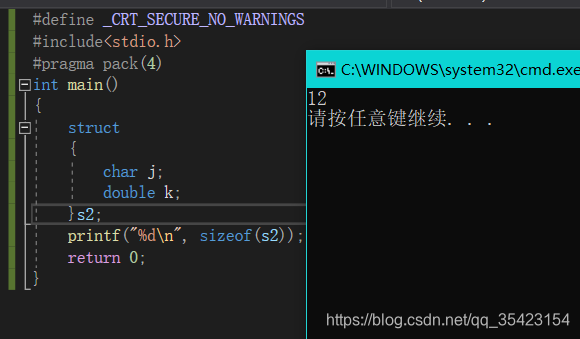 #define _CRT_SECURE_NO_WARNINGS
#include<stdio.h>
#pragma pack(4)
int main()
{
struct
{
char j;
double k;
}s2;
printf("%d\n", sizeof(s2));
return 0;
}
C:\WINDOWS\system32\cmd.exe
12
请按任意键继续. . .
https://blog.csdn.net/qq_35423154